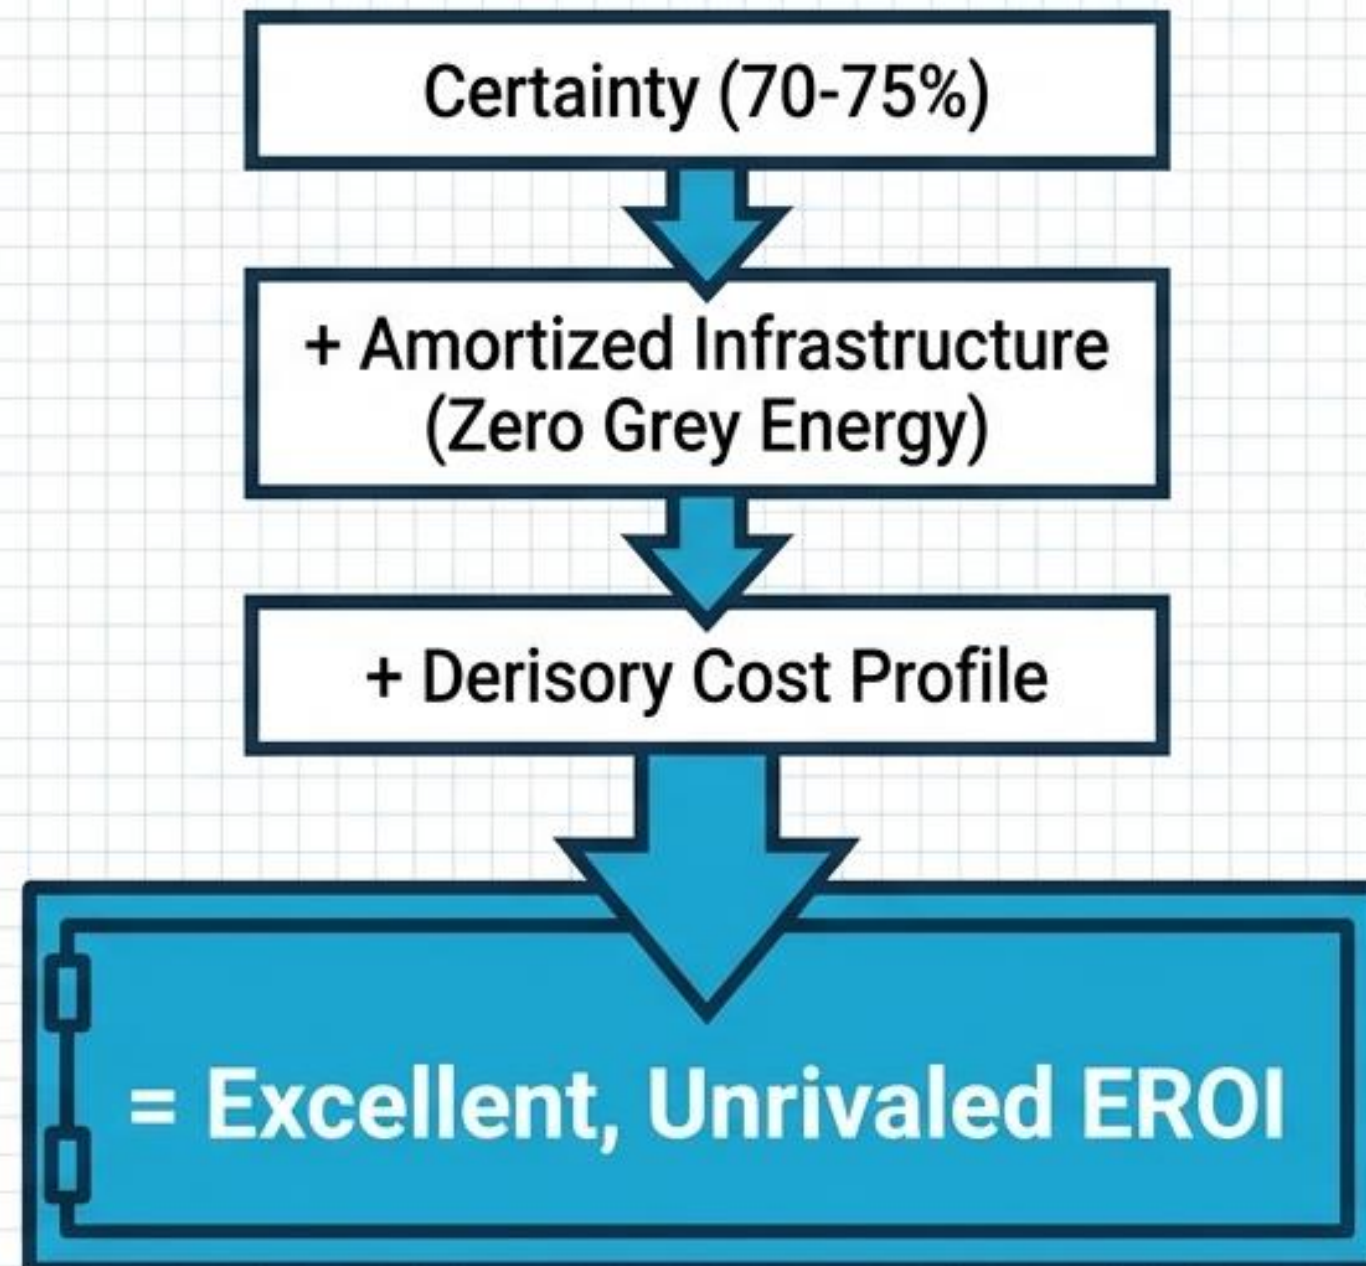 Certainty (70-75%)
+ Amortized Infrastructure
(Zero Grey Energy)
+ Derisory Cost Profile
= Excellent, Unrivaled EROI